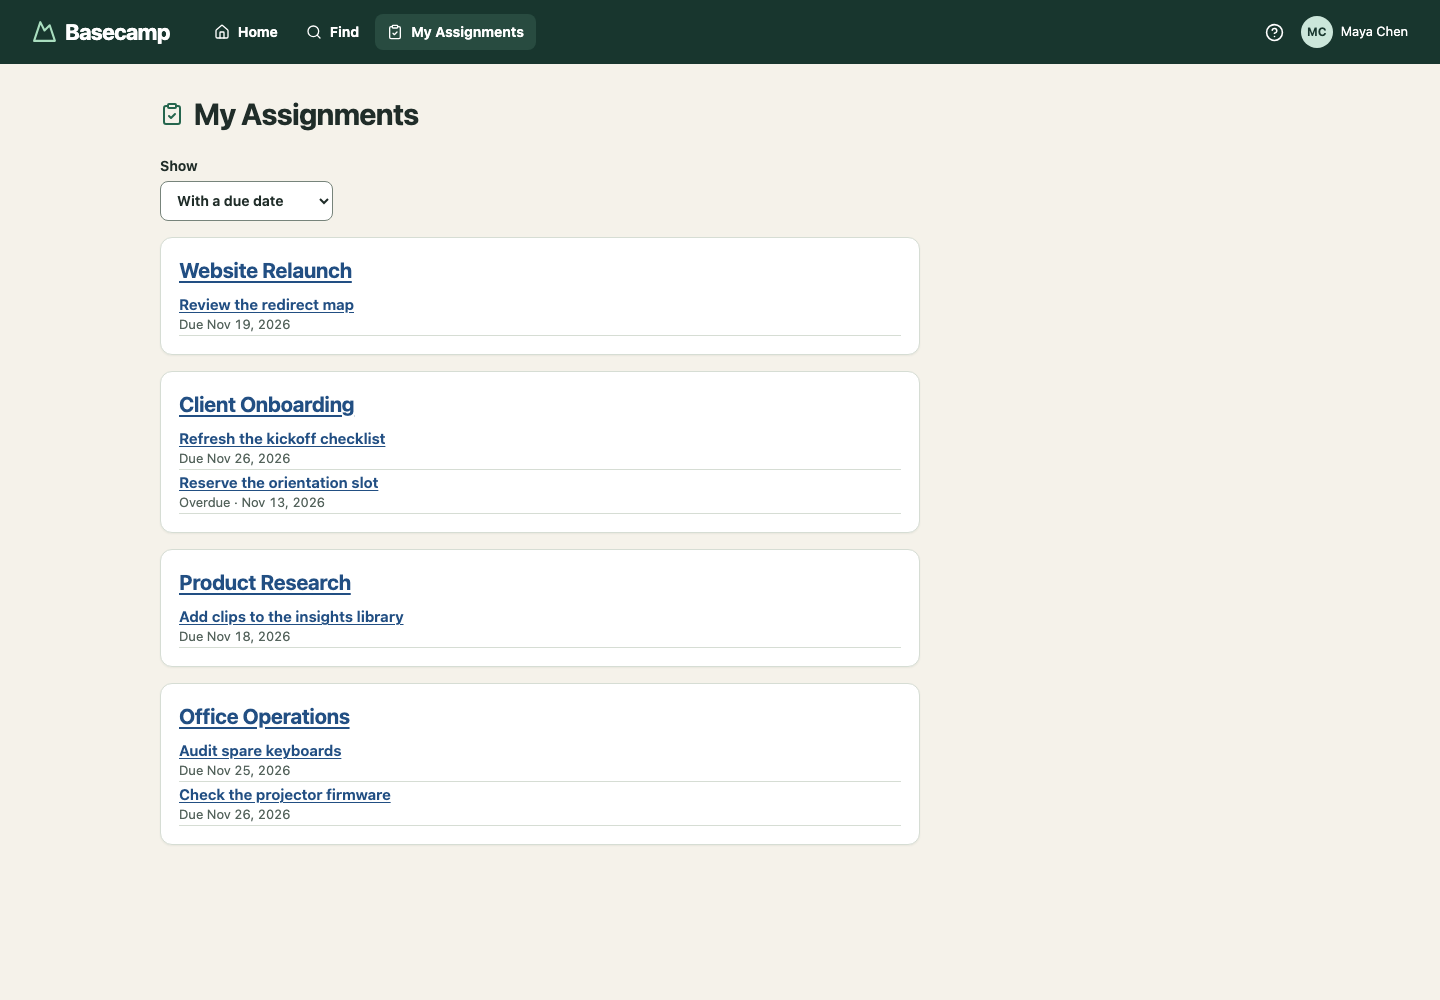 Basecamp
Home
Find
My Assignments
MC
Maya Chen
My Assignments
Show
With a due date
Website Relaunch
Review the redirect map
Due Nov 19, 2026
Client Onboarding
Refresh the kickoff checklist
Due Nov 26, 2026
Reserve the orientation slot
Overdue · Nov 13, 2026
Product Research
Add clips to the insights library
Due Nov 18, 2026
Office Operations
Audit spare keyboards
Due Nov 25, 2026
Check the projector firmware
Due Nov 26, 2026